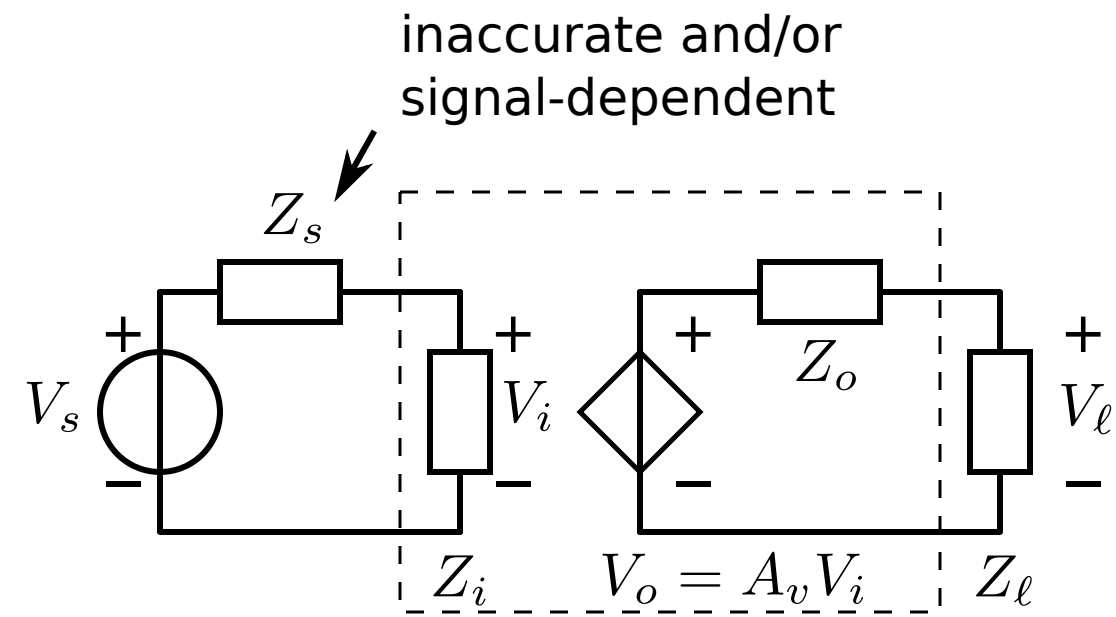 inaccurate and/or
signal-dependent
Z_s
+ + + +
Z_o
V_s V_i V_ℓ
− − − −
Z_i V_o = A_v V_i Z_ℓ